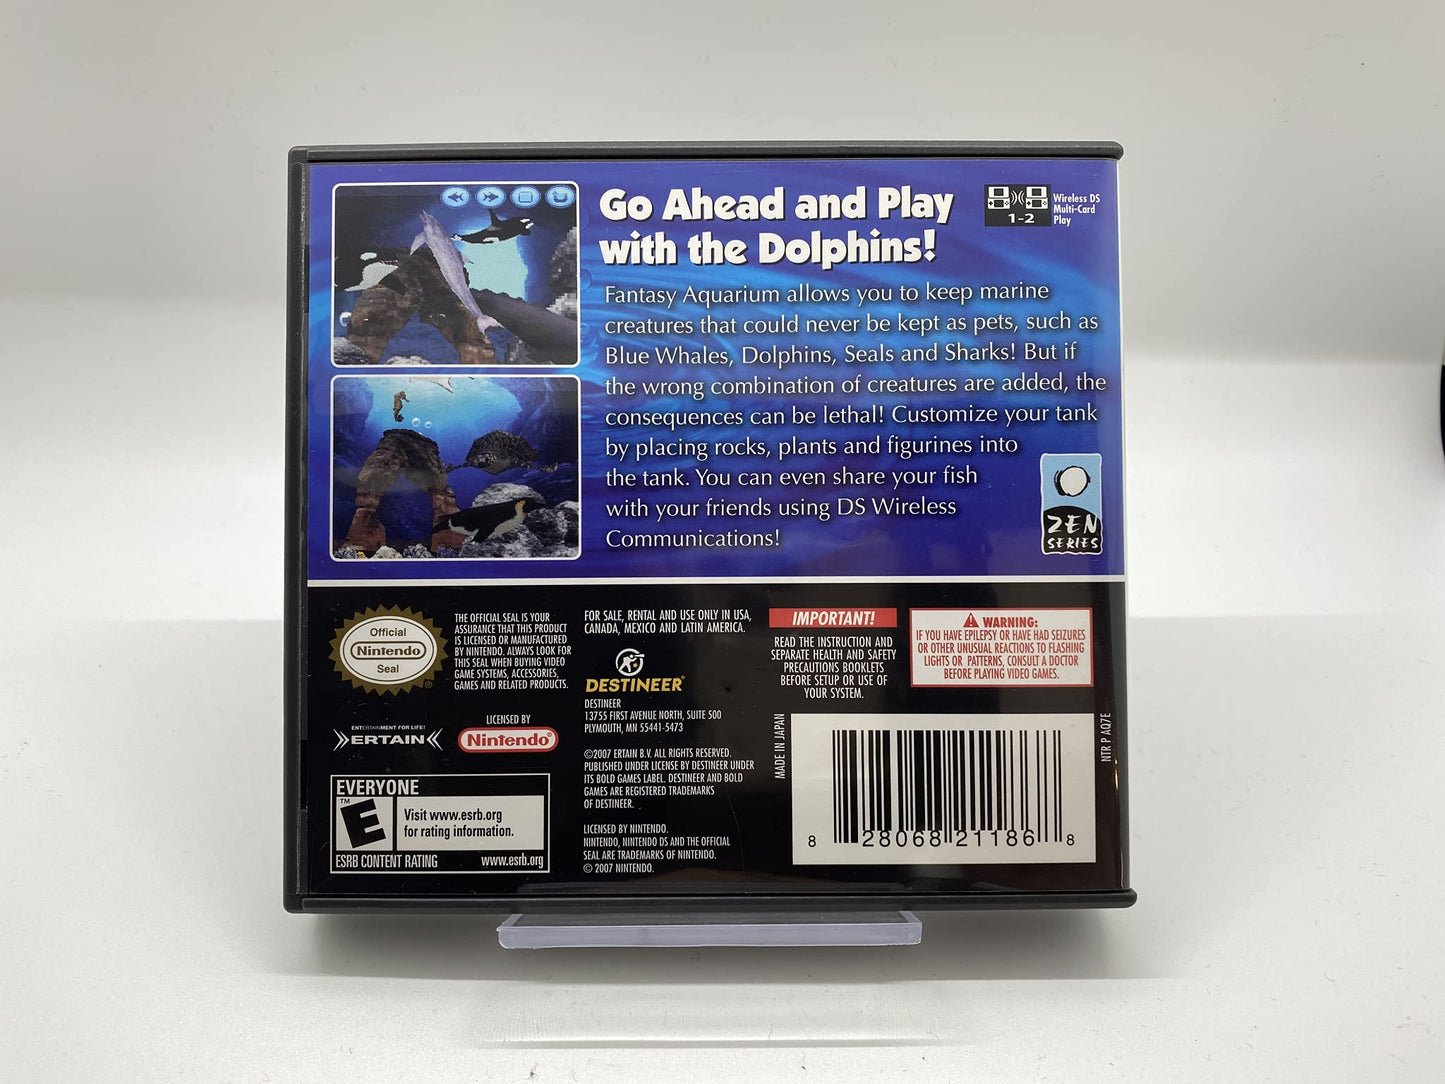 Go Ahead and Play
with the Dolphins!
1-2
Wireless DS
Multi-Card
Play
Fantasy Aquarium allows you to keep marine
creatures that could never be kept as pets, such as
Blue Whales, Dolphins, Seals and Sharks! But if
the wrong combination of creatures are added, the
consequences can be lethal! Customize your tank
by placing rocks, plants and figurines into
the tank. You can even share your fish
with your friends using DS Wireless
Communications!
ZEN
SERIES
Official
Nintendo
Seal
®
THE OFFICIAL SEAL IS YOUR
ASSURANCE THAT THIS PRODUCT
IS LICENSED OR MANUFACTURED
BY NINTENDO. ALWAYS LOOK FOR
THIS SEAL WHEN BUYING VIDEO
GAME SYSTEMS, ACCESSORIES,
GAMES AND RELATED PRODUCTS.
ENTERTAINMENT FOR LIFE!
ERTAIN
LICENSED BY
Nintendo®
EVERYONE
TM
E
Visit www.esrb.org
for rating information.
ESRB CONTENT RATING www.esrb.org
FOR SALE, RENTAL AND USE ONLY IN USA,
CANADA, MEXICO AND LATIN AMERICA.
DESTINEER®
DESTINEER
13755 FIRST AVENUE NORTH, SUITE 500
PLYMOUTH, MN 55441-5473
©2007 ERTAIN B.V. ALL RIGHTS RESERVED.
PUBLISHED UNDER LICENSE BY DESTINEER UNDER
ITS BOLD GAMES LABEL. DESTINEER AND BOLD
GAMES ARE REGISTERED TRADEMARKS
OF DESTINEER.
LICENSED BY NINTENDO.
NINTENDO, NINTENDO DS AND THE OFFICIAL
SEAL ARE TRADEMARKS OF NINTENDO.
© 2007 NINTENDO.
IMPORTANT!
READ THE INSTRUCTION AND
SEPARATE HEALTH AND SAFETY
PRECAUTIONS BOOKLETS
BEFORE SETUP OR USE OF
YOUR SYSTEM.
WARNING:
IF YOU HAVE EPILEPSY OR HAVE HAD SEIZURES
OR OTHER UNUSUAL REACTIONS TO FLASHING
LIGHTS OR PATTERNS, CONSULT A DOCTOR
BEFORE PLAYING VIDEO GAMES.
MADE IN JAPAN
NTR P AQ7E
8 28068 21186 8